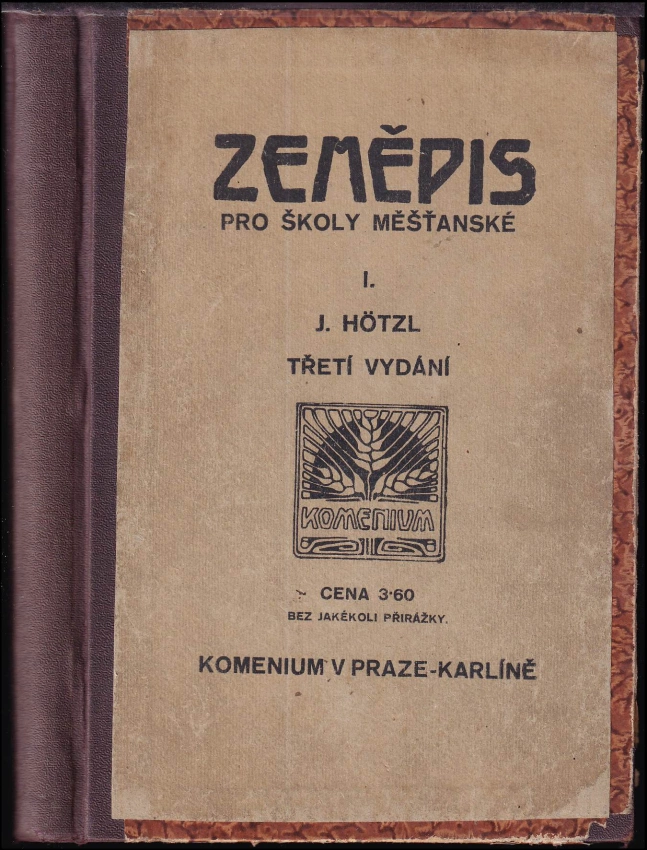 ZEMĚPIS
PRO ŠKOLY MĚŠŤANSKÉ
I.
J. HÖTZL
TŘETÍ VYDÁNÍ
KOMENIUM
CENA 3·60
BEZ JAKÉKOLI PŘIRÁŽKY.
KOMENIUM V PRAZE-KARLÍNĚ